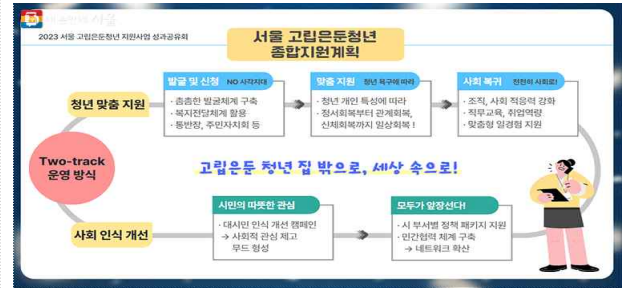 내 손안에 서울
2023 서울 고립은둔청년 지원사업 성과공유회
서울 고립은둔청년
종합지원계획
청년 맞춤 지원
발굴 및 신청 NO 사각지대
· 촘촘한 발굴체계 구축
· 복지전달체계 활용
· 통반장, 주민자치회 등
맞춤 지원 청년 욕구에 따라
· 청년 개인 특성에 따라
· 정서회복부터 관계회복,
신체회복까지 일상회복 !
사회 복귀 천천히 사회로!
· 조직, 사회 적응력 강화
· 직무교육, 취업역량
· 맞춤형 일경험 지원
Two-track
운영 방식
고립은둔 청년 집 밖으로, 세상 속으로!
사회 인식 개선
시민의 따뜻한 관심
· 대시민 인식 개선 캠페인
→ 사회적 관심 제고
무드 형성
모두가 앞장선다!
· 시 부서별 정책 패키지 지원
· 민간협력 체계 구축
→ 네트워크 확산